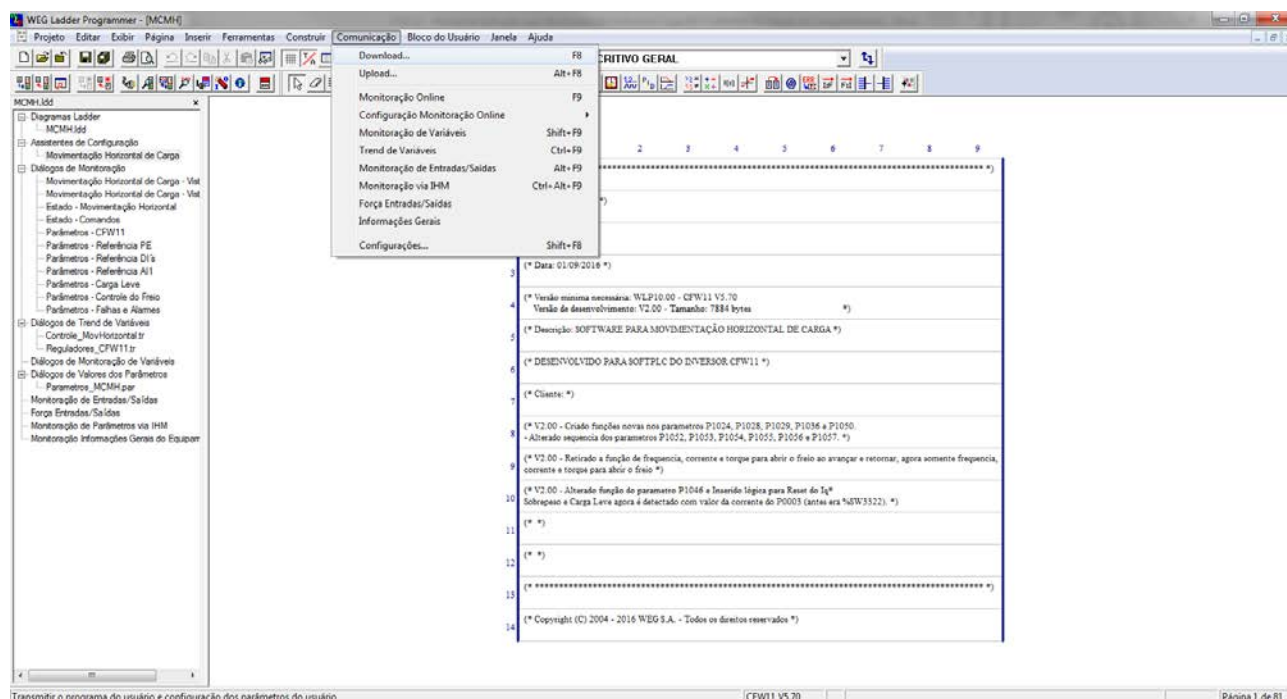 WEG Ladder Programmer - [MCMH]
Projeto Editar Exibir Página Inserir Ferramentas Construir Comunicação Bloco do Usuário Janela Ajuda
CRITIVO GERAL
Download... F8
Upload... Alt+F8
Monitoração Online F9
Configuração Monitoração Online
Monitoração de Variáveis Shift+F9
Trend de Variáveis Ctrl+F9
Monitoração de Entradas/Saídas Alt+F9
Monitoração via IHM Ctrl+Alt+F9
Força Entradas/Saídas
Informações Gerais
Configurações... Shift+F8
MCMH.ldd
Diagramas Ladder
MCMH.ldd
Assistentes de Configuração
Movimentação Horizontal de Carga
Diálogos de Monitoração
Movimentação Horizontal de Carga - Vist
Movimentação Horizontal de Carga - Vist
Estado - Movimentação Horizontal
Estado - Comandos
Parâmetros - CFW11
Parâmetros - Referência PE
Parâmetros - Referência DI's
Parâmetros - Referência AI1
Parâmetros - Carga Leve
Parâmetros - Controle do Freio
Parâmetros - Falhas e Alarmes
Diálogos de Trend de Variáveis
Controle_MovHorizontal.tr
Reguladores_CFW11.tr
Diálogos de Monitoração de Variáveis
Diálogos de Valores dos Parâmetros
Parametros_MCMH.par
Monitoração de Entradas/Saídas
Força Entradas/Saídas
Monitoração de Parâmetros via IHM
Monitoração Informações Gerais do Equipam
2 3 4 5 6 7 8 9
3 (* Data: 01/09/2016 *)
4 (* Versão minima necessária: WLP10.00 - CFW11 V5.70
Versão de desenvolvimento: V2.00 - Tamanho: 7884 bytes *)
5 (* Descrição: SOFTWARE PARA MOVIMENTAÇÃO HORIZONTAL DE CARGA *)
6 (* DESENVOLVIDO PARA SOFTPLC DO INVERSOR CFW11 *)
7 (* Cliente: *)
8 (* V2.00 - Criado funções novas nos parametros P1024, P1028, P1029, P1036 e P1050.
- Alterado sequencia dos parametros P1052, P1053, P1054, P1055, P1056 e P1057. *)
9 (* V2.00 - Retirado a função de frequencia, corrente e torque para abrir o freio ao avançar e retornar, agora somente frequencia,
corrente e torque para abrir o freio *)
10 (* V2.00 - Alterado função do parametro P1046 e Inserido lógica para Reset do Iq*
Sobrepeso e Carga Leve agora é detectado com valor da corrente do P0003 (antes era %SW3322). *)
11 (* *)
12 (* *)
13 (* ************************************************************ *)
14 (* Copyright (C) 2004 - 2016 WEG S.A. - Todos os direitos reservados *)
Transmitir o programa do usuário e configuração dos parâmetros do usuário
CFW11 V5.70
Página 1 de 81